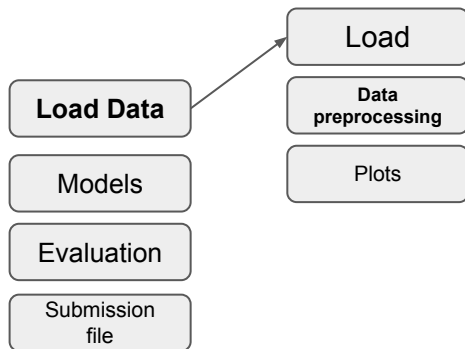 Load Data
Models
Evaluation
Submission
file
Load
Data
preprocessing
Plots